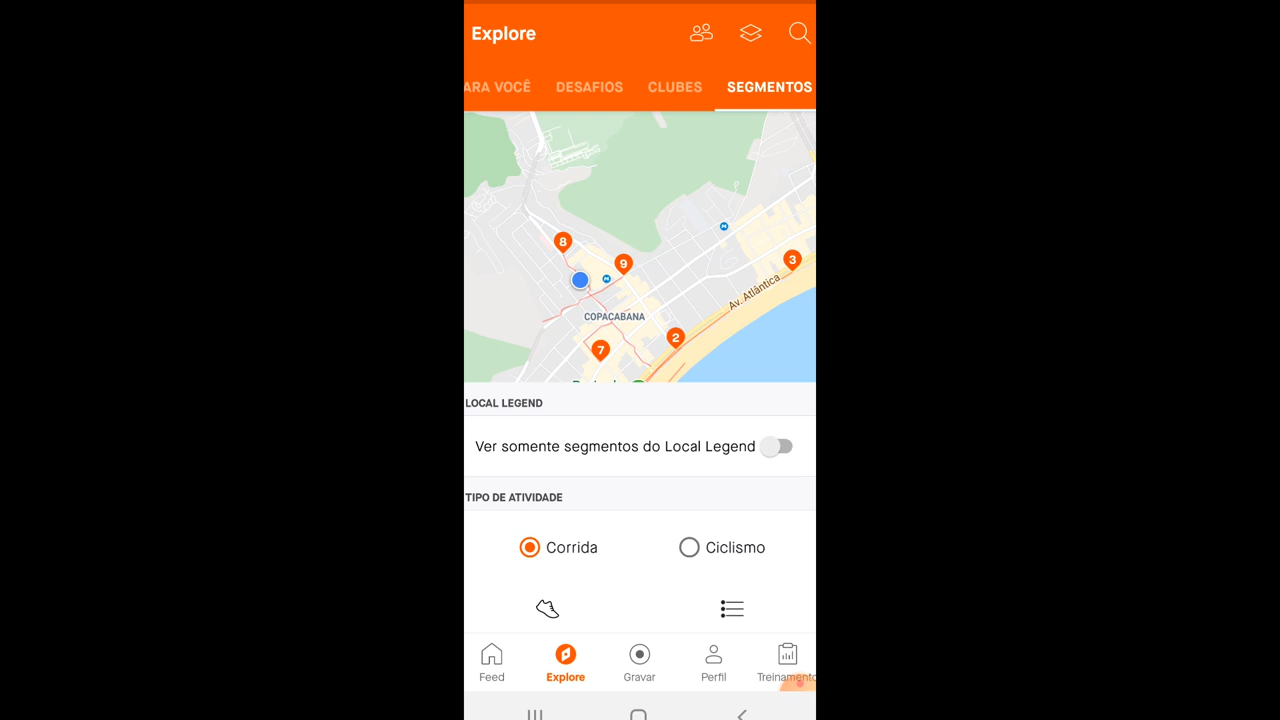 Explore
ARA VOCÊ DESAFIOS CLUBES SEGMENTOS
8
9
3
Av. Atlântica
COPACABANA
2
7
LOCAL LEGEND
Ver somente segmentos do Local Legend
TIPO DE ATIVIDADE
Corrida Ciclismo
Feed Explore Gravar Perfil Treinamento